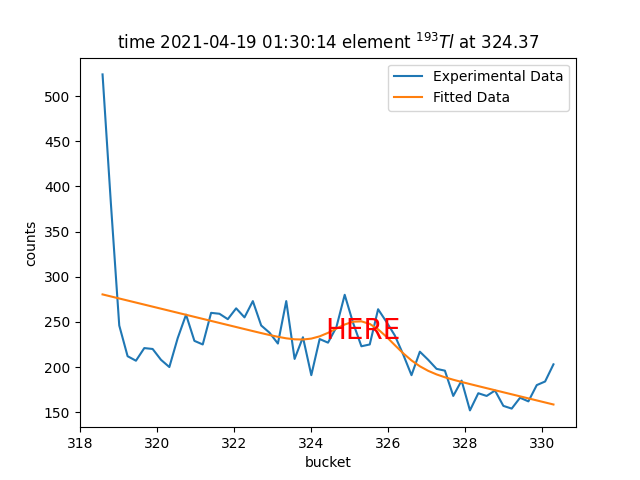 time 2021-04-19 01:30:14 element ¹⁹³Tl at 324.37
Experimental Data
Fitted Data
counts
500
450
400
350
300
250
200
150
HERE
318 320 322 324 326 328 330
bucket